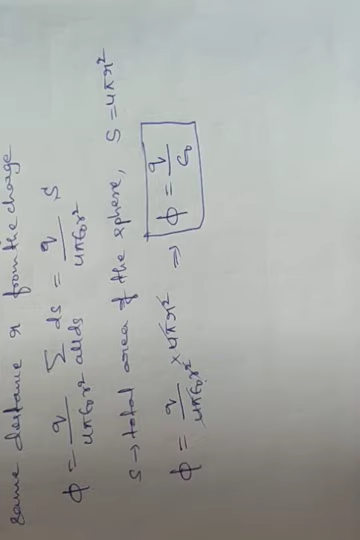 same distance r from the charge
ϕ = q/4πε₀r² Σ all ds ds = q/4πε₀r² . S
S → total area of the sphere, S = 4πr²
ϕ = q/4πε₀r² × 4πr² ⇒ ϕ = q/ε₀